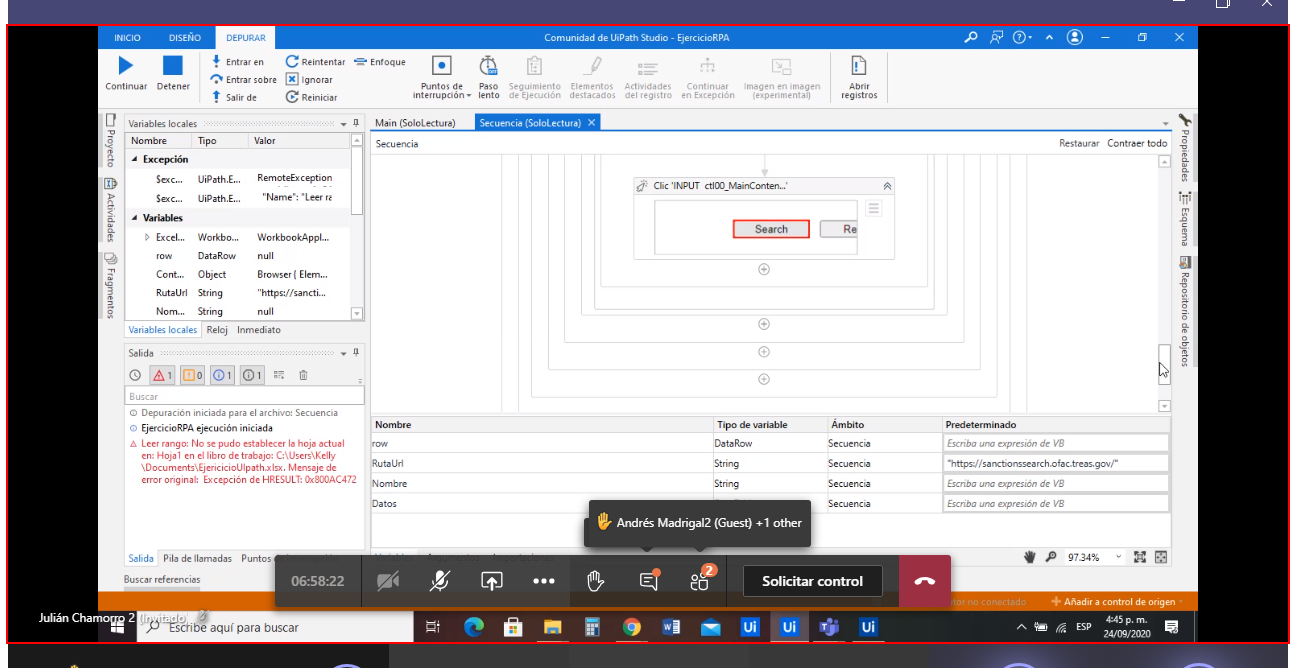 INICIO DISEÑO DEPURAR Comunidad de UiPath Studio - EjercicioRPA
Continuar Detener
Entrar en
Entrar sobre
Salir de
Reintentar
Ignorar
Reiniciar
Enfoque
Puntos de interrupción
Paso lento
Seguimiento de Ejecución
Elementos destacados
Actividades del registro
Continuar en Excepción
Imagen en imagen (experimental)
Abrir registros
Proyecto
Actividades
Fragmentos
Variables locales
Nombre Tipo Valor
Excepción
$exc... UiPath.E... RemoteException
$exc... UiPath.E... "Name": "Leer ra
Variables
Excel... Workbo... WorkbookAppl...
row DataRow null
Cont... Object Browser { Elem...
RutaUrl String "https://sancti...
Nom... String null
Variables locales Reloj Inmediato
Salida
1 0 1 1
Buscar
Depuración iniciada para el archivo: Secuencia
EjercicioRPA ejecución iniciada
Leer rango: No se pudo establecer la hoja actual
en: Hoja1 en el libro de trabajo: C:\Users\Kelly
\Documents\EjericicioUIpath.xlsx. Mensaje de
error original: Excepción de HRESULT: 0x800AC472
Salida Pila de llamadas Puntos
Buscar referencias
Main (SoloLectura) Secuencia (SoloLectura)
Secuencia Restaurar Contraer todo
Clic 'INPUT ctl00_MainConten...'
Search Re
Propiedades
Esquema
Repositorio de objetos
Nombre Tipo de variable Ámbito Predeterminado
row DataRow Secuencia Escriba una expresión de VB
RutaUrl String Secuencia "https://sanctionssearch.ofac.treas.gov/"
Nombre String Secuencia Escriba una expresión de VB
Datos Secuencia Escriba una expresión de VB
Andrés Madrigal2 (Guest) +1 other
97.34%
06:58:22 2 Solicitar control
no conectado Añadir a control de origen
Julián Chamorro 2 (Invitado)
Escribe aquí para buscar
Ui Ui Ui
ESP
4:45 p. m.
24/09/2020